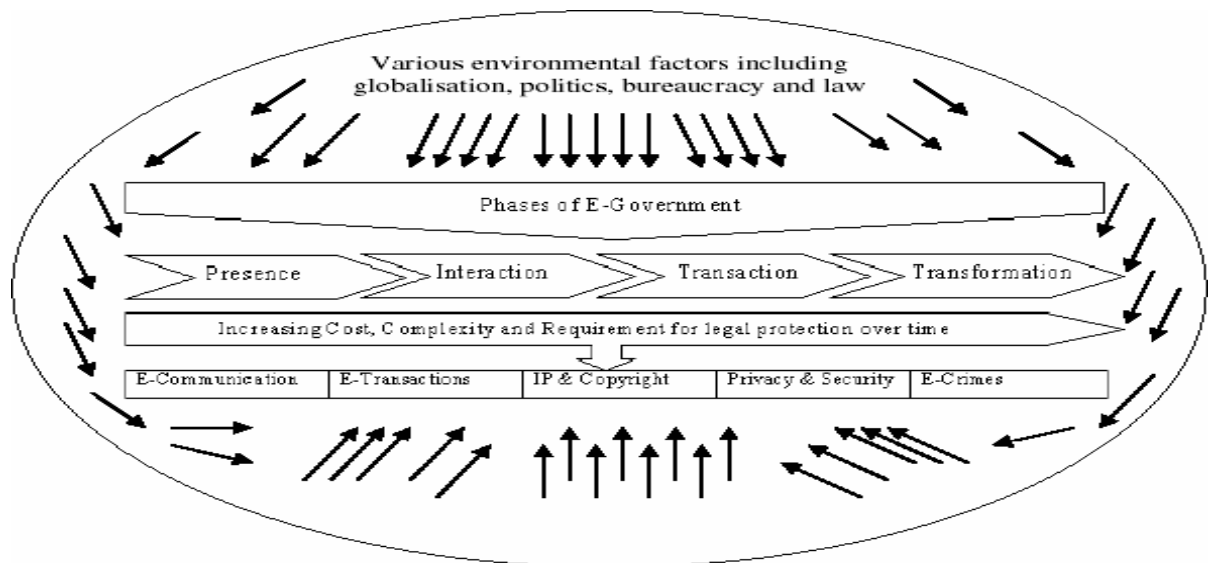 Various environmental factors including
globalisation, politics, bureaucracy and law
Phases of E-Government
Presence
Interaction
Transaction
Transformation
Increasing Cost, Complexity and Requirement for legal protection over time
E-Communication
E-Transactions
IP & Copyright
Privacy & Security
E-Crimes